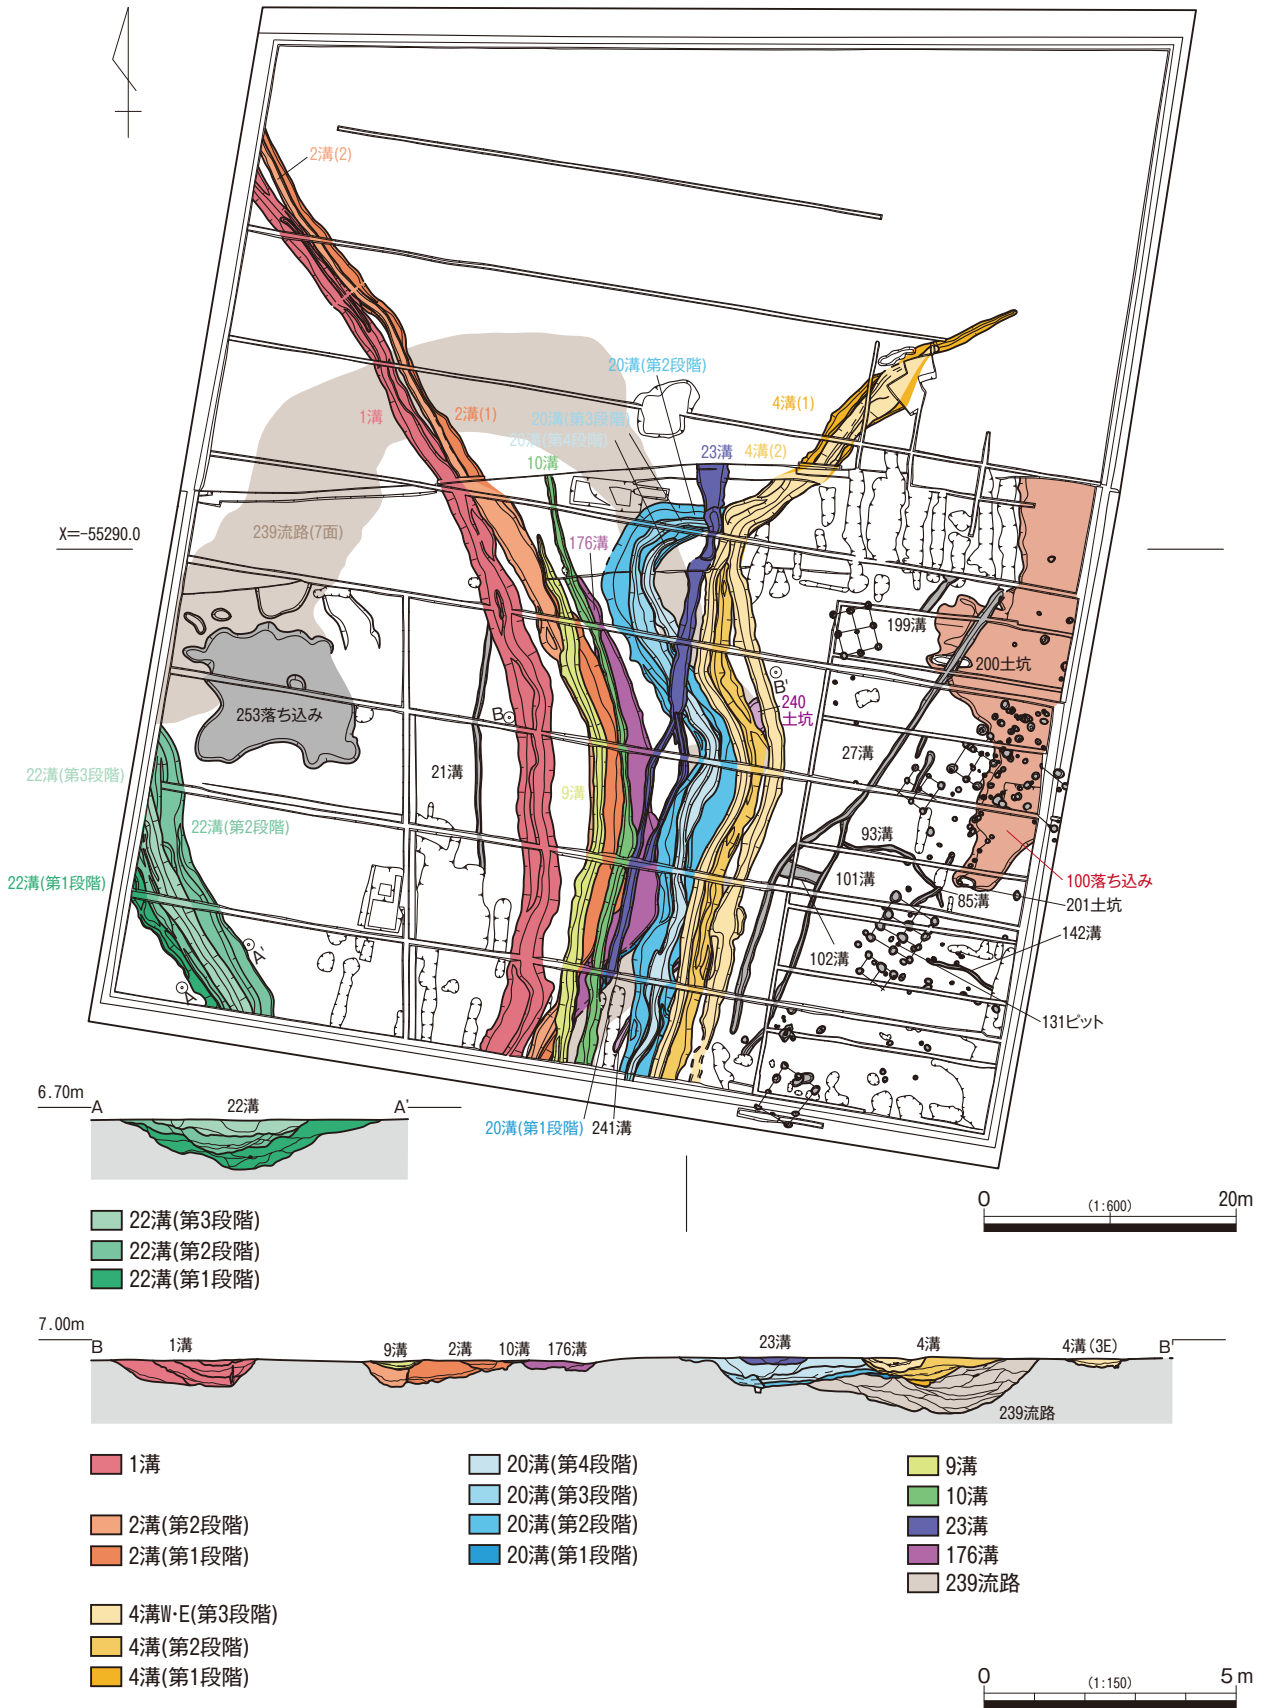 2溝(2)
20溝(第2段階)
4溝(1)
1溝
2溝(1)
20溝(第3段階)
20溝(第4段階)
23溝
4溝(2)
10溝
X=-55290.0
239流路(7面)
176溝
199溝
200土坑
B'
240
土坑
253落ち込み
B
27溝
22溝(第3段階)
21溝
9溝
22溝(第2段階)
93溝
22溝(第1段階)
101溝
100落ち込み
85溝
201土坑
142溝
A'
102溝
A
131ピット
6.70m
A
22溝
A'
20溝(第1段階)
241溝
22溝(第3段階)
22溝(第2段階)
22溝(第1段階)
0
(1:600)
20m
7.00m
B
1溝
9溝
2溝
10溝
176溝
23溝
4溝
4溝(3E)
B'
239流路
1溝
2溝(第2段階)
2溝(第1段階)
4溝W・E(第3段階)
4溝(第2段階)
4溝(第1段階)
20溝(第4段階)
20溝(第3段階)
20溝(第2段階)
20溝(第1段階)
9溝
10溝
23溝
176溝
239流路
0
(1:150)
5m